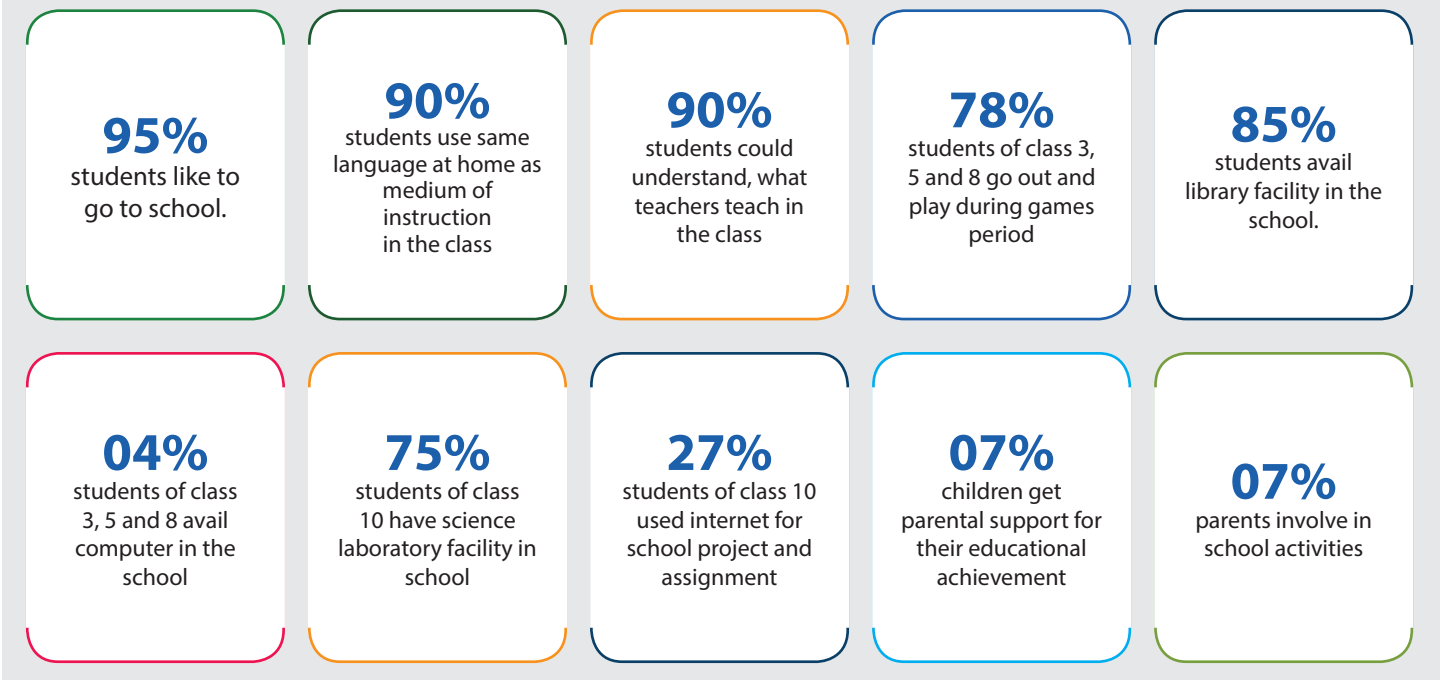 95%
students like to
go to school.
90%
students use same
language at home as
medium of
instruction
in the class
90%
students could
understand, what
teachers teach in
the class
78%
students of class 3,
5 and 8 go out and
play during games
period
85%
students avail
library facility in the
school.
04%
students of class
3, 5 and 8 avail
computer in the
school
75%
students of class
10 have science
laboratory facility in
school
27%
students of class 10
used internet for
school project and
assignment
07%
children get
parental support for
their educational
achievement
07%
parents involve in
school activities